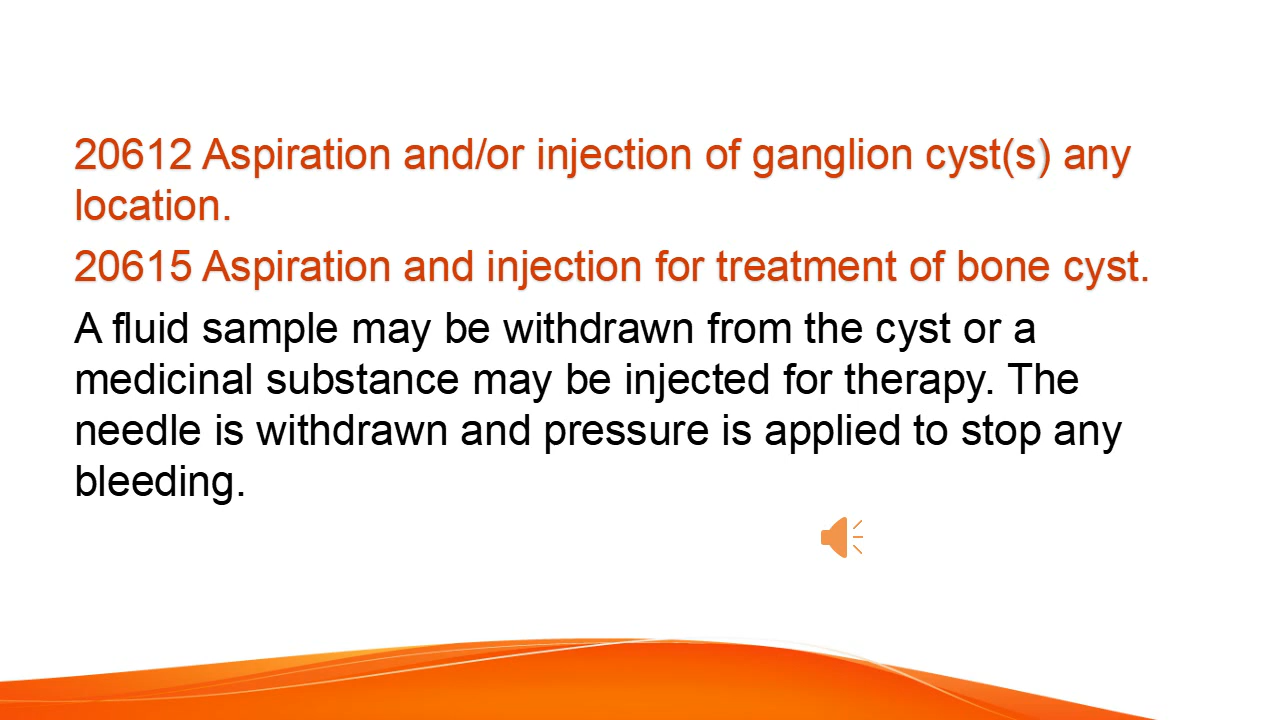 20612 Aspiration and/or injection of ganglion cyst(s) any
location.
20615 Aspiration and injection for treatment of bone cyst.
A fluid sample may be withdrawn from the cyst or a
medicinal substance may be injected for therapy. The
needle is withdrawn and pressure is applied to stop any
bleeding.